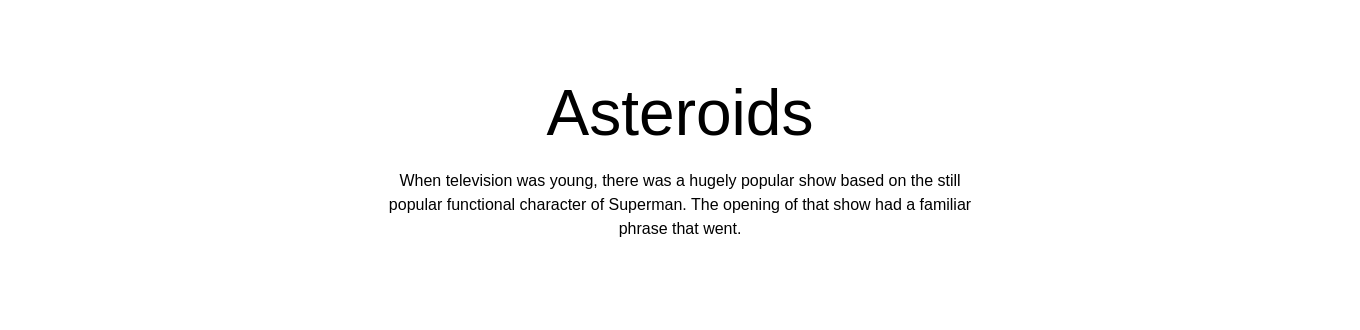 Asteroids
When television was young, there was a hugely popular show based on the still
popular functional character of Superman. The opening of that show had a familiar
phrase that went.